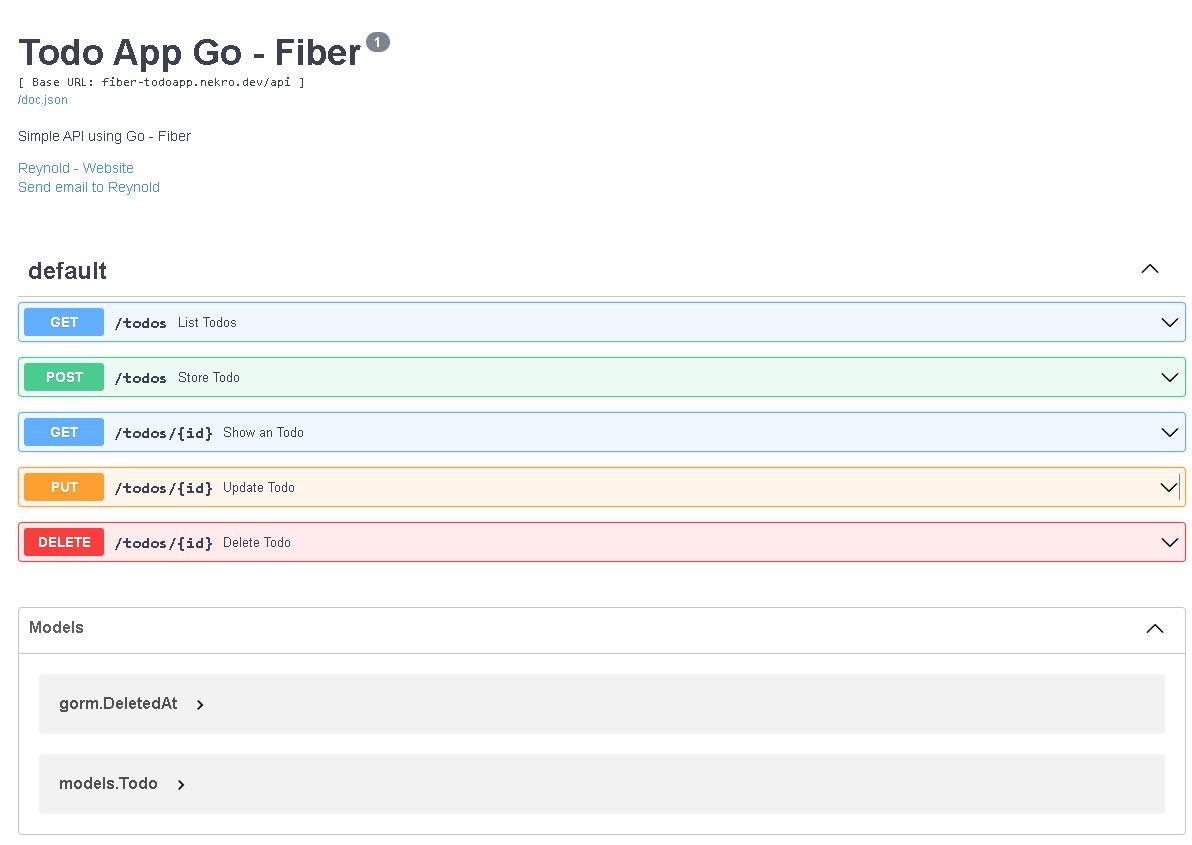 Todo App Go - Fiber 1
[ Base URL: fiber-todoapp.nekro.dev/api ]
/doc.json
Simple API using Go - Fiber
Reynold - Website
Send email to Reynold
default
GET /todos List Todos
POST /todos Store Todo
GET /todos/{id} Show an Todo
PUT /todos/{id} Update Todo
DELETE /todos/{id} Delete Todo
Models
gorm.DeletedAt
models.Todo